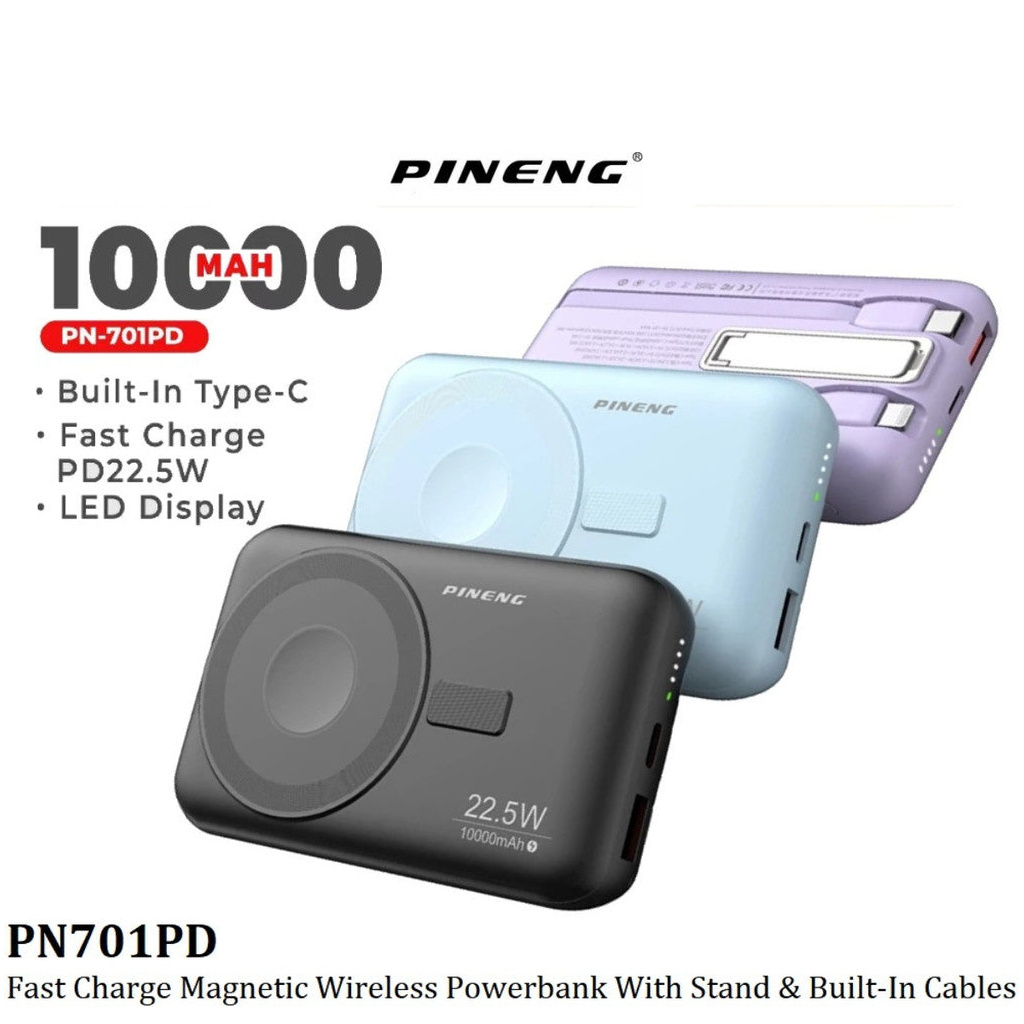 PINENG®
10000
MAH
PN-701PD
• Built-In Type-C
• Fast Charge
PD22.5W
• LED Display
PINENG
PINENG
22.5W
10000mAh
PN701PD
Fast Charge Magnetic Wireless Powerbank With Stand & Built-In Cables